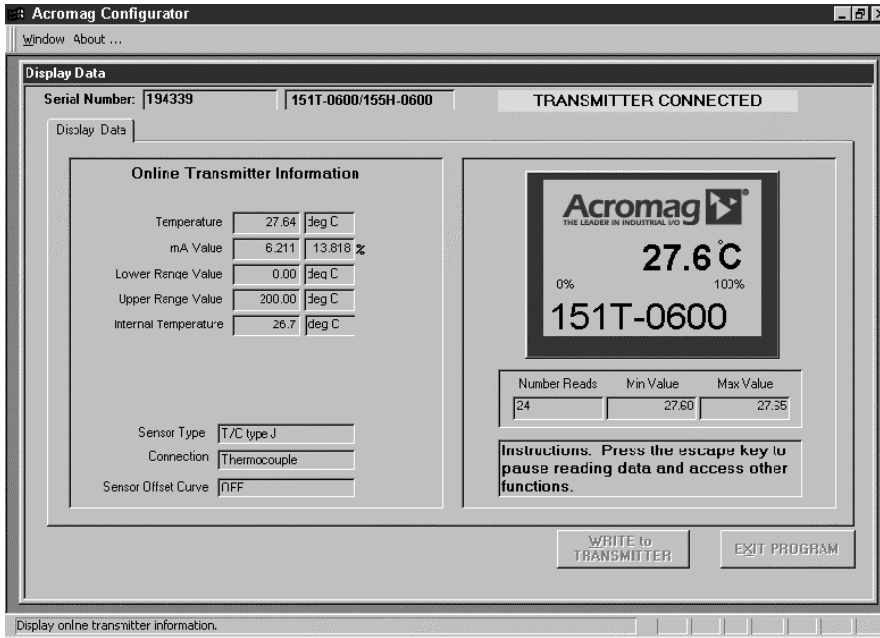 Acromag Configurator
Window About ...
Display Data
Serial Number: 194339 151T-0600/155H-0600 TRANSMITTER CONNECTED
Display Data
Online Transmitter Information
Temperature 27.64 deg C
mA Value 6.211 13.818 %
Lower Range Value 0.00 deg C
Upper Range Value 200.00 deg C
Internal Temperature 26.7 deg C
Sensor Type T/C type J
Connection Thermocouple
Sensor Offset Curve OFF
Acromag
THE LEADER IN INDUSTRIAL I/O
27.6°C
0% 100%
151T-0600
Number Reads Min Value Max Value
24 27.60 27.65
Instructions. Press the escape key to
pause reading data and access other
functions.
WRITE to
TRANSMITTER
EXIT PROGRAM
Display onlne transmitter information.